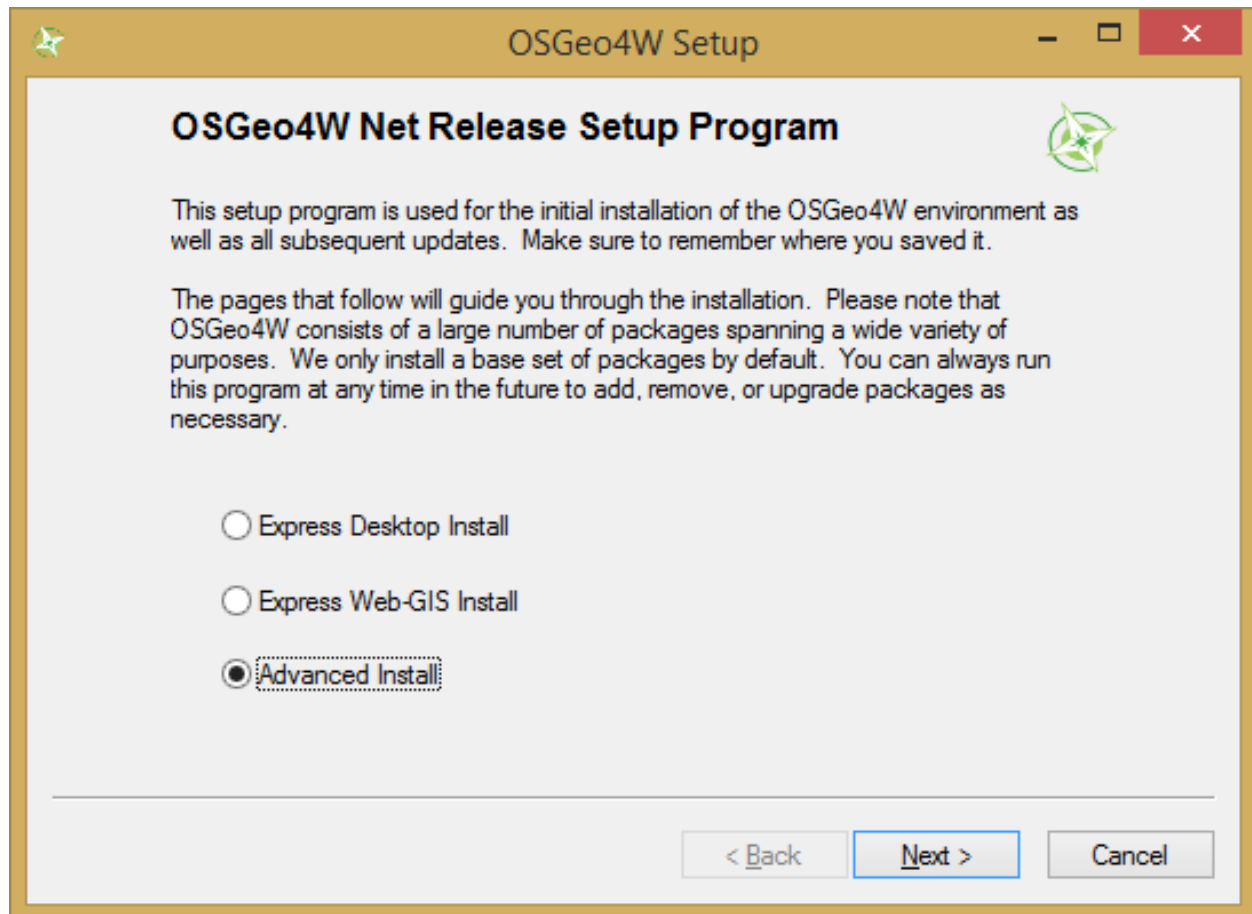 OSGeo4W Setup
OSGeo4W Net Release Setup Program
This setup program is used for the initial installation of the OSGeo4W environment as
well as all subsequent updates.  Make sure to remember where you saved it.
The pages that follow will guide you through the installation.  Please note that
OSGeo4W consists of a large number of packages spanning a wide variety of
purposes.  We only install a base set of packages by default.  You can always run
this program at any time in the future to add, remove, or upgrade packages as
necessary.
Express Desktop Install
Express Web-GIS Install
Advanced Install
< Back
Next >
Cancel